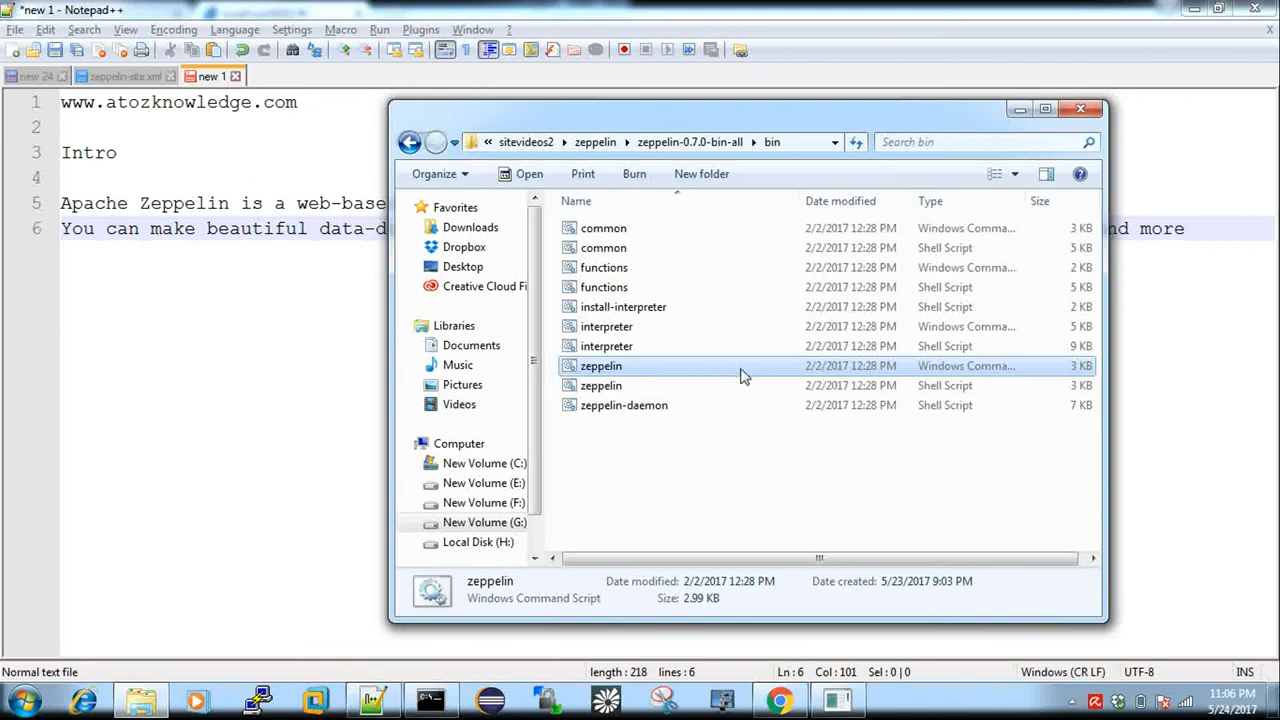 *new 1 - Notepad++
File Edit Search View Encoding Language Settings Macro Run Plugins Window ? X
new 24 zeppelin-site.xml new 1
1 www.atozknowledge.com
2
3 Intro
4
5 Apache Zeppelin is a web-base
6 You can make beautiful data-d nd more
sitevideos2 zeppelin zeppelin-0.7.0-bin-all bin Search bin
Organize Open Print Burn New folder
Name Date modified Type Size
Favorites
Downloads
Dropbox
Desktop
Creative Cloud Fi
Libraries
Documents
Music
Pictures
Videos
Computer
New Volume (C:)
New Volume (E:)
New Volume (F:)
New Volume (G:)
Local Disk (H:)
common 2/2/2017 12:28 PM Windows Comma... 3 KB
common 2/2/2017 12:28 PM Shell Script 5 KB
functions 2/2/2017 12:28 PM Windows Comma... 2 KB
functions 2/2/2017 12:28 PM Shell Script 5 KB
install-interpreter 2/2/2017 12:28 PM Shell Script 2 KB
interpreter 2/2/2017 12:28 PM Windows Comma... 5 KB
interpreter 2/2/2017 12:28 PM Shell Script 9 KB
zeppelin 2/2/2017 12:28 PM Windows Comma... 3 KB
zeppelin 2/2/2017 12:28 PM Shell Script 3 KB
zeppelin-daemon 2/2/2017 12:28 PM Shell Script 7 KB
zeppelin Date modified: 2/2/2017 12:28 PM Date created: 5/23/2017 9:03 PM
Windows Command Script Size: 2.99 KB
Normal text file length : 218 lines : 6 Ln : 6 Col : 101 Sel : 0 | 0 Windows (CR LF) UTF-8 INS
11:06 PM
5/24/2017